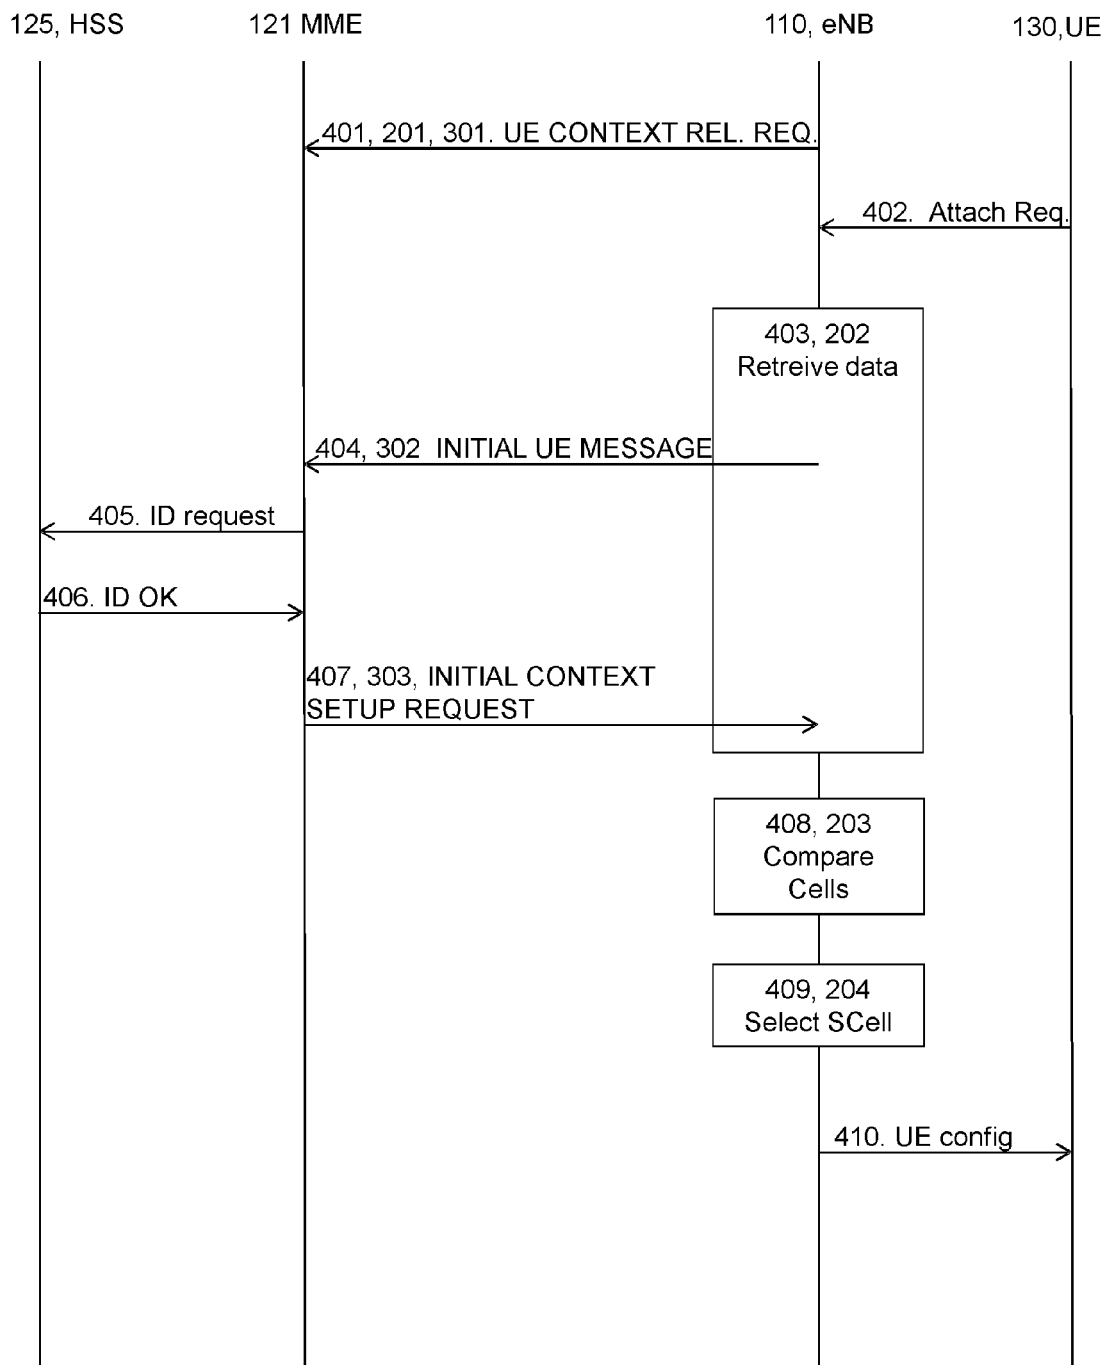 125, HSS
121 MME
110, eNB
130,UE
401, 201, 301. UE CONTEXT REL. REQ.
402.  Attach Req.
403, 202
Retreive data
404, 302  INITIAL UE MESSAGE
405. ID request
406. ID OK
407, 303, INITIAL CONTEXT
SETUP REQUEST
408, 203
Compare
Cells
409, 204
Select SCell
410.  UE config